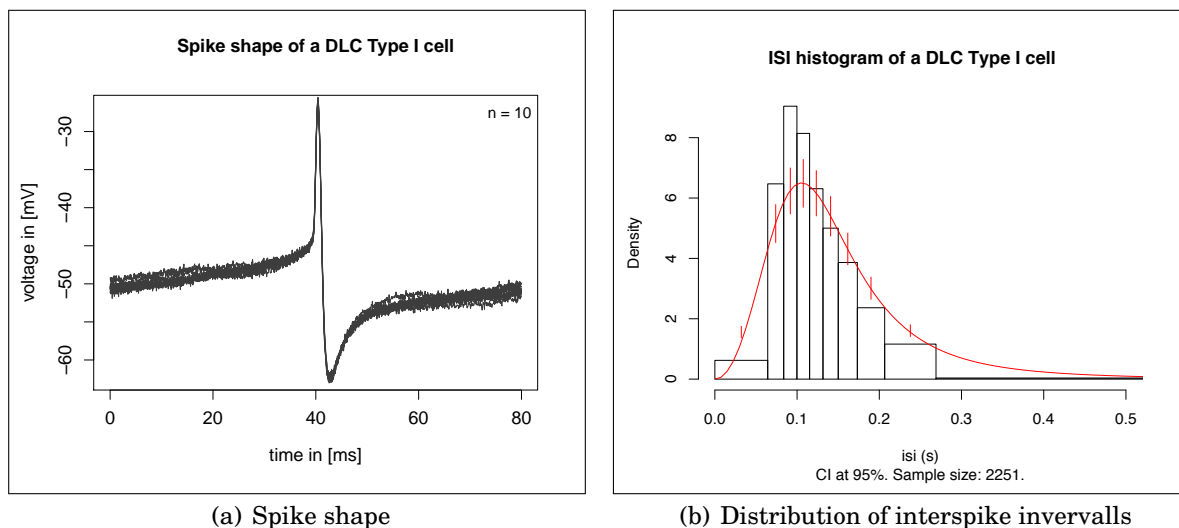 Spike shape of a DLC Type I cell
n = 10
voltage in [mV]
−30
−40
−50
−60
0 20 40 60 80
time in [ms]
(a) Spike shape
ISI histogram of a DLC Type I cell
Density
8
6
4
2
0
0.0 0.1 0.2 0.3 0.4 0.5
isi (s)
CI at 95%. Sample size: 2251.
(b) Distribution of interspike invervalls